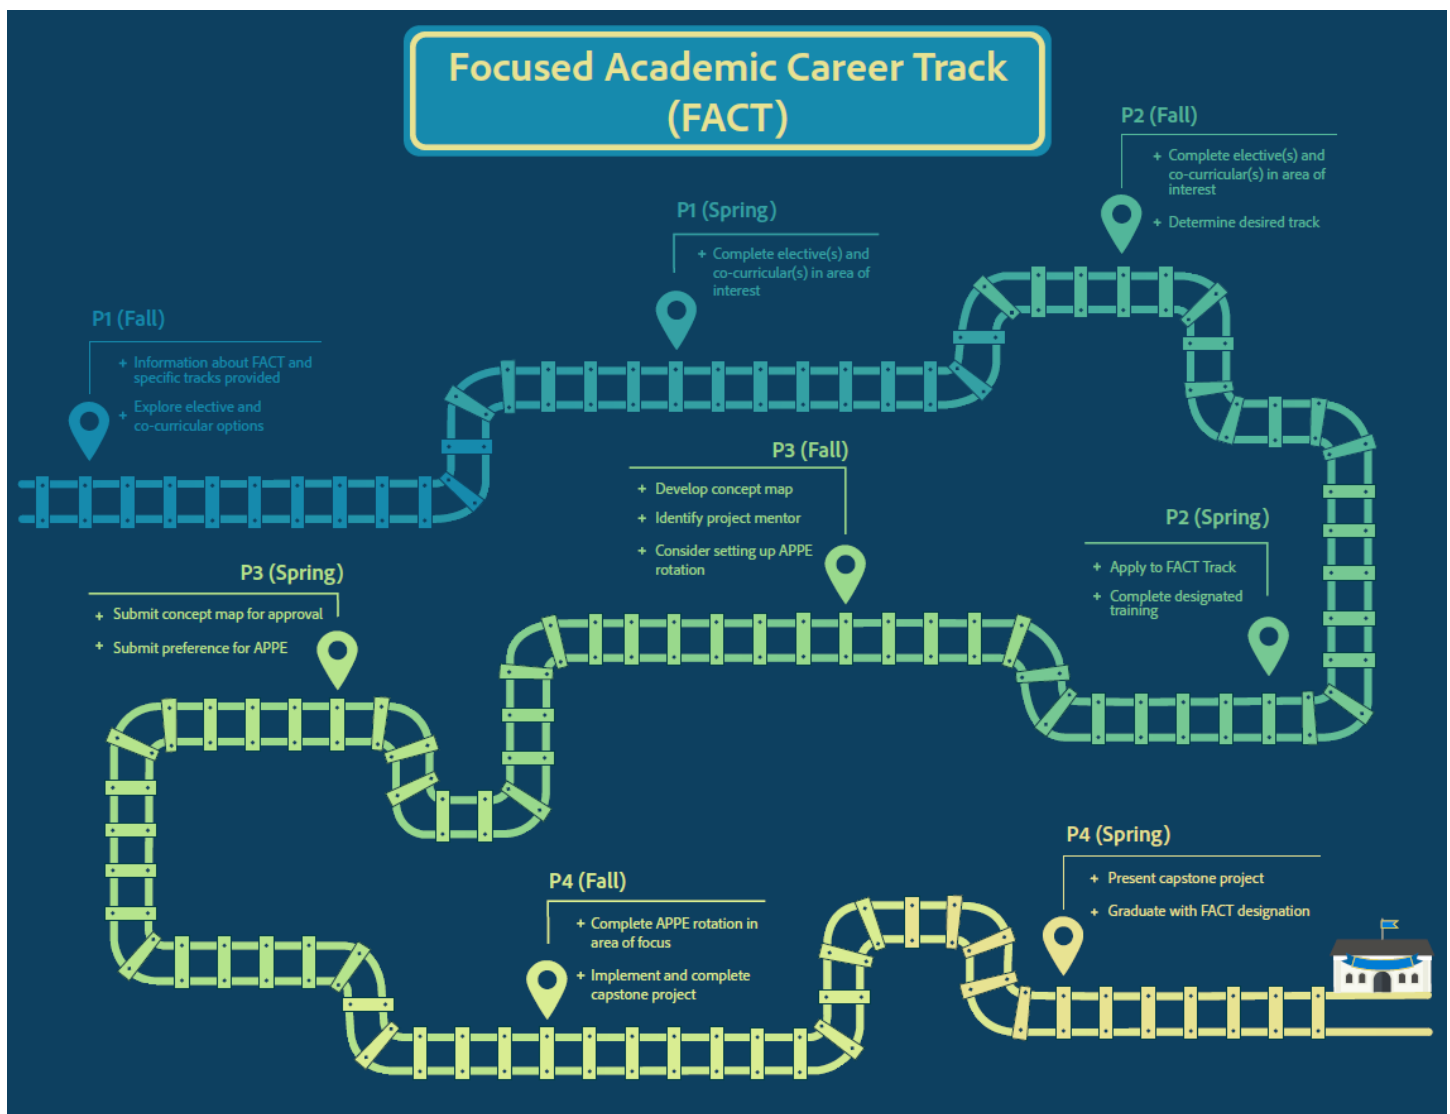 Focused Academic Career Track
(FACT)
P1 (Fall)
+ Information about FACT and
specific tracks provided
+ Explore elective and
co-curricular options
P1 (Spring)
+ Complete elective(s) and
co-curricular(s) in area of
interest
P2 (Fall)
+ Complete elective(s) and
co-curricular(s) in area of
interest
+ Determine desired track
P2 (Spring)
+ Apply to FACT Track
+ Complete designated
training
P3 (Fall)
+ Develop concept map
+ Identify project mentor
+ Consider setting up APPE
rotation
P3 (Spring)
+ Submit concept map for approval
+ Submit preference for APPE
P4 (Fall)
+ Complete APPE rotation in
area of focus
+ Implement and complete
capstone project
P4 (Spring)
+ Present capstone project
+ Graduate with FACT designation